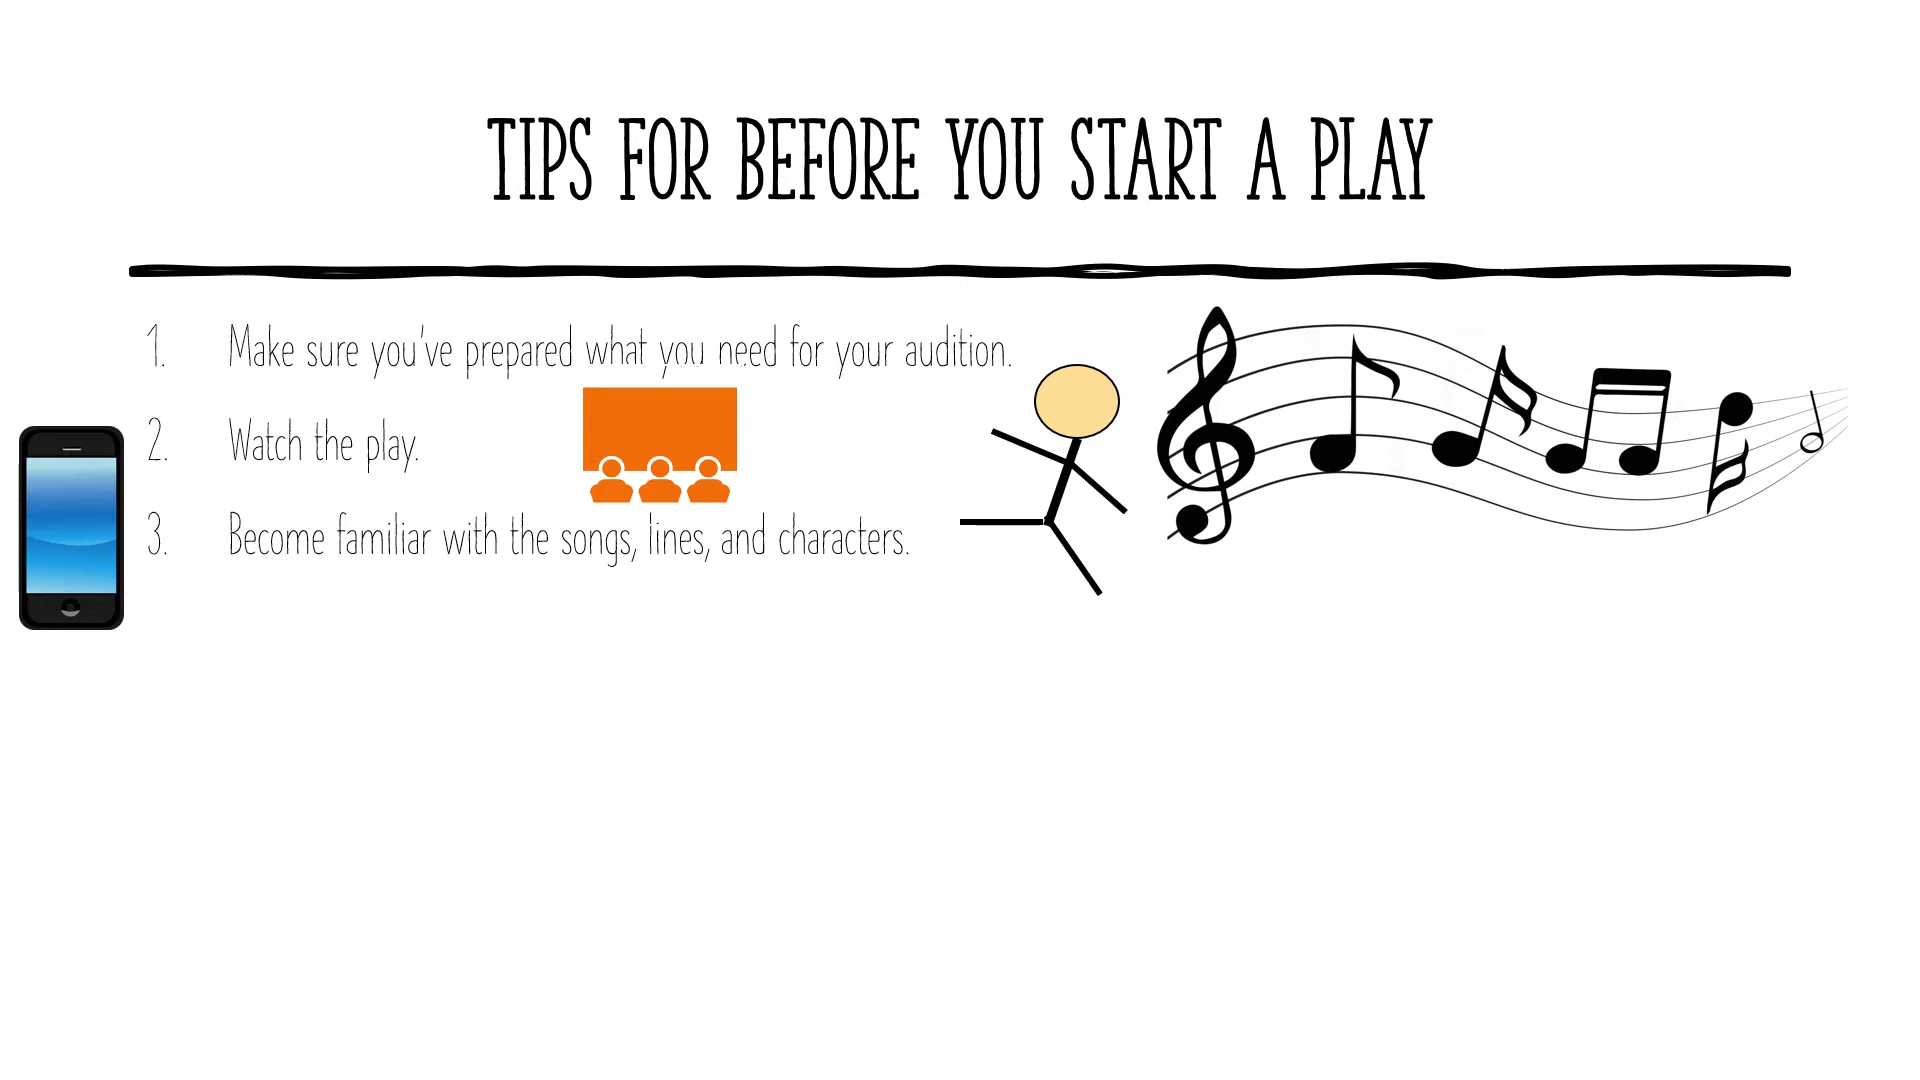 TIPS FOR BEFORE YOU START A PLAY
1. Make sure you've prepared what you need for your audition.
2. Watch the play.
3. Become familiar with the songs, lines, and characters.